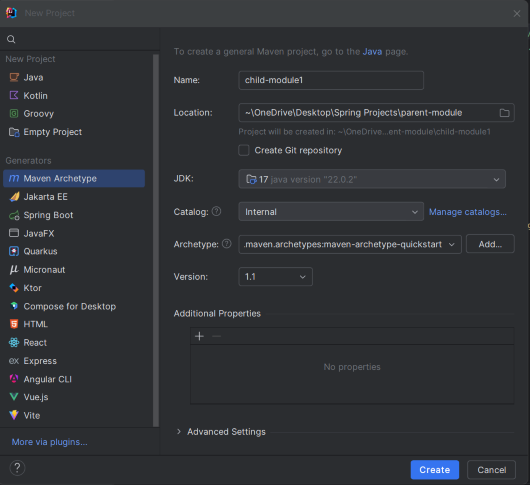 New Project
To create a general Maven project, go to the Java page.
New Project
Java
Kotlin
Groovy
Empty Project
Generators
Maven Archetype
Jakarta EE
Spring Boot
JavaFX
Quarkus
Micronaut
Ktor
Compose for Desktop
HTML
React
Express
Angular CLI
Vue.js
Vite
More via plugins...
Name:
child-module1
Location:
~\OneDrive\Desktop\Spring Projects\parent-module
Project will be created in: ~\OneDrive...ent-module\child-module1
Create Git repository
JDK:
17 java version "22.0.2"
Catalog:
Internal
Manage catalogs...
Archetype:
.maven.archetypes:maven-archetype-quickstart
Add...
Version:
1.1
Additional Properties
No properties
Advanced Settings
Create
Cancel